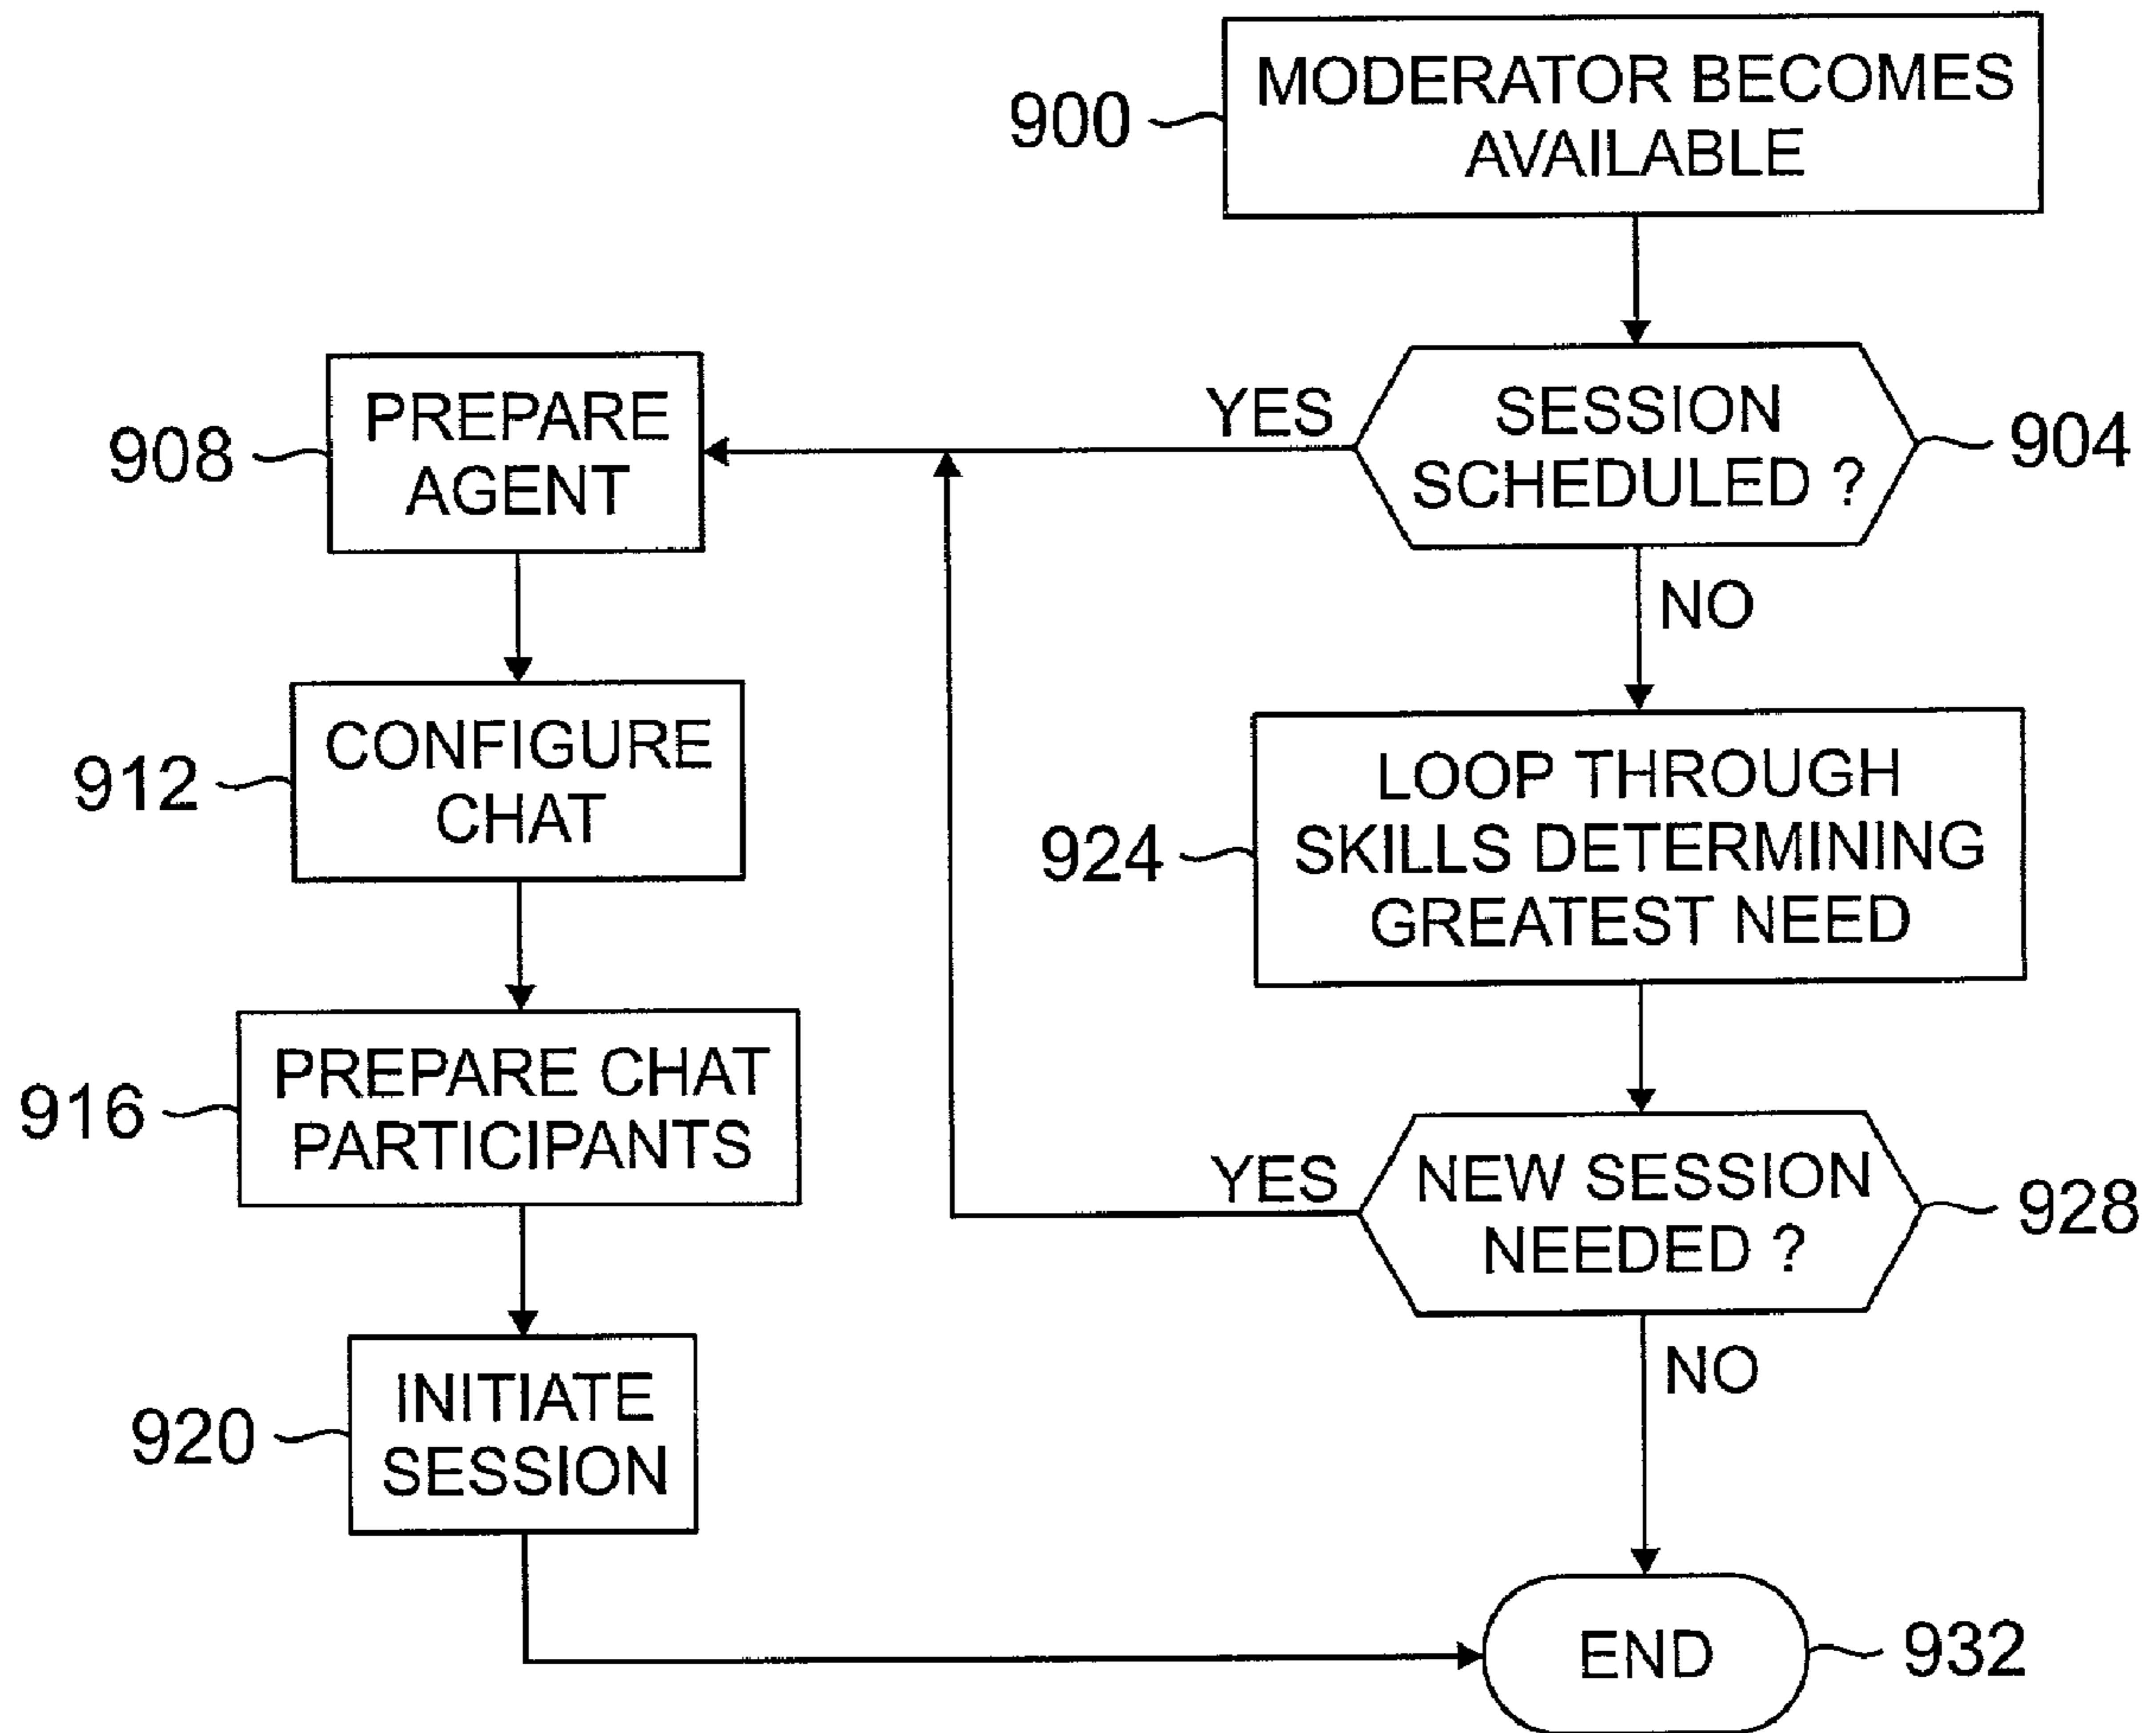 MODERATOR BECOMES
AVAILABLE
900
SESSION
SCHEDULED ?
904
YES
NO
PREPARE
AGENT
908
CONFIGURE
CHAT
912
PREPARE CHAT
PARTICIPANTS
916
INITIATE
SESSION
920
LOOP THROUGH
SKILLS DETERMINING
GREATEST NEED
924
NEW SESSION
NEEDED ?
928
YES
NO
END
932